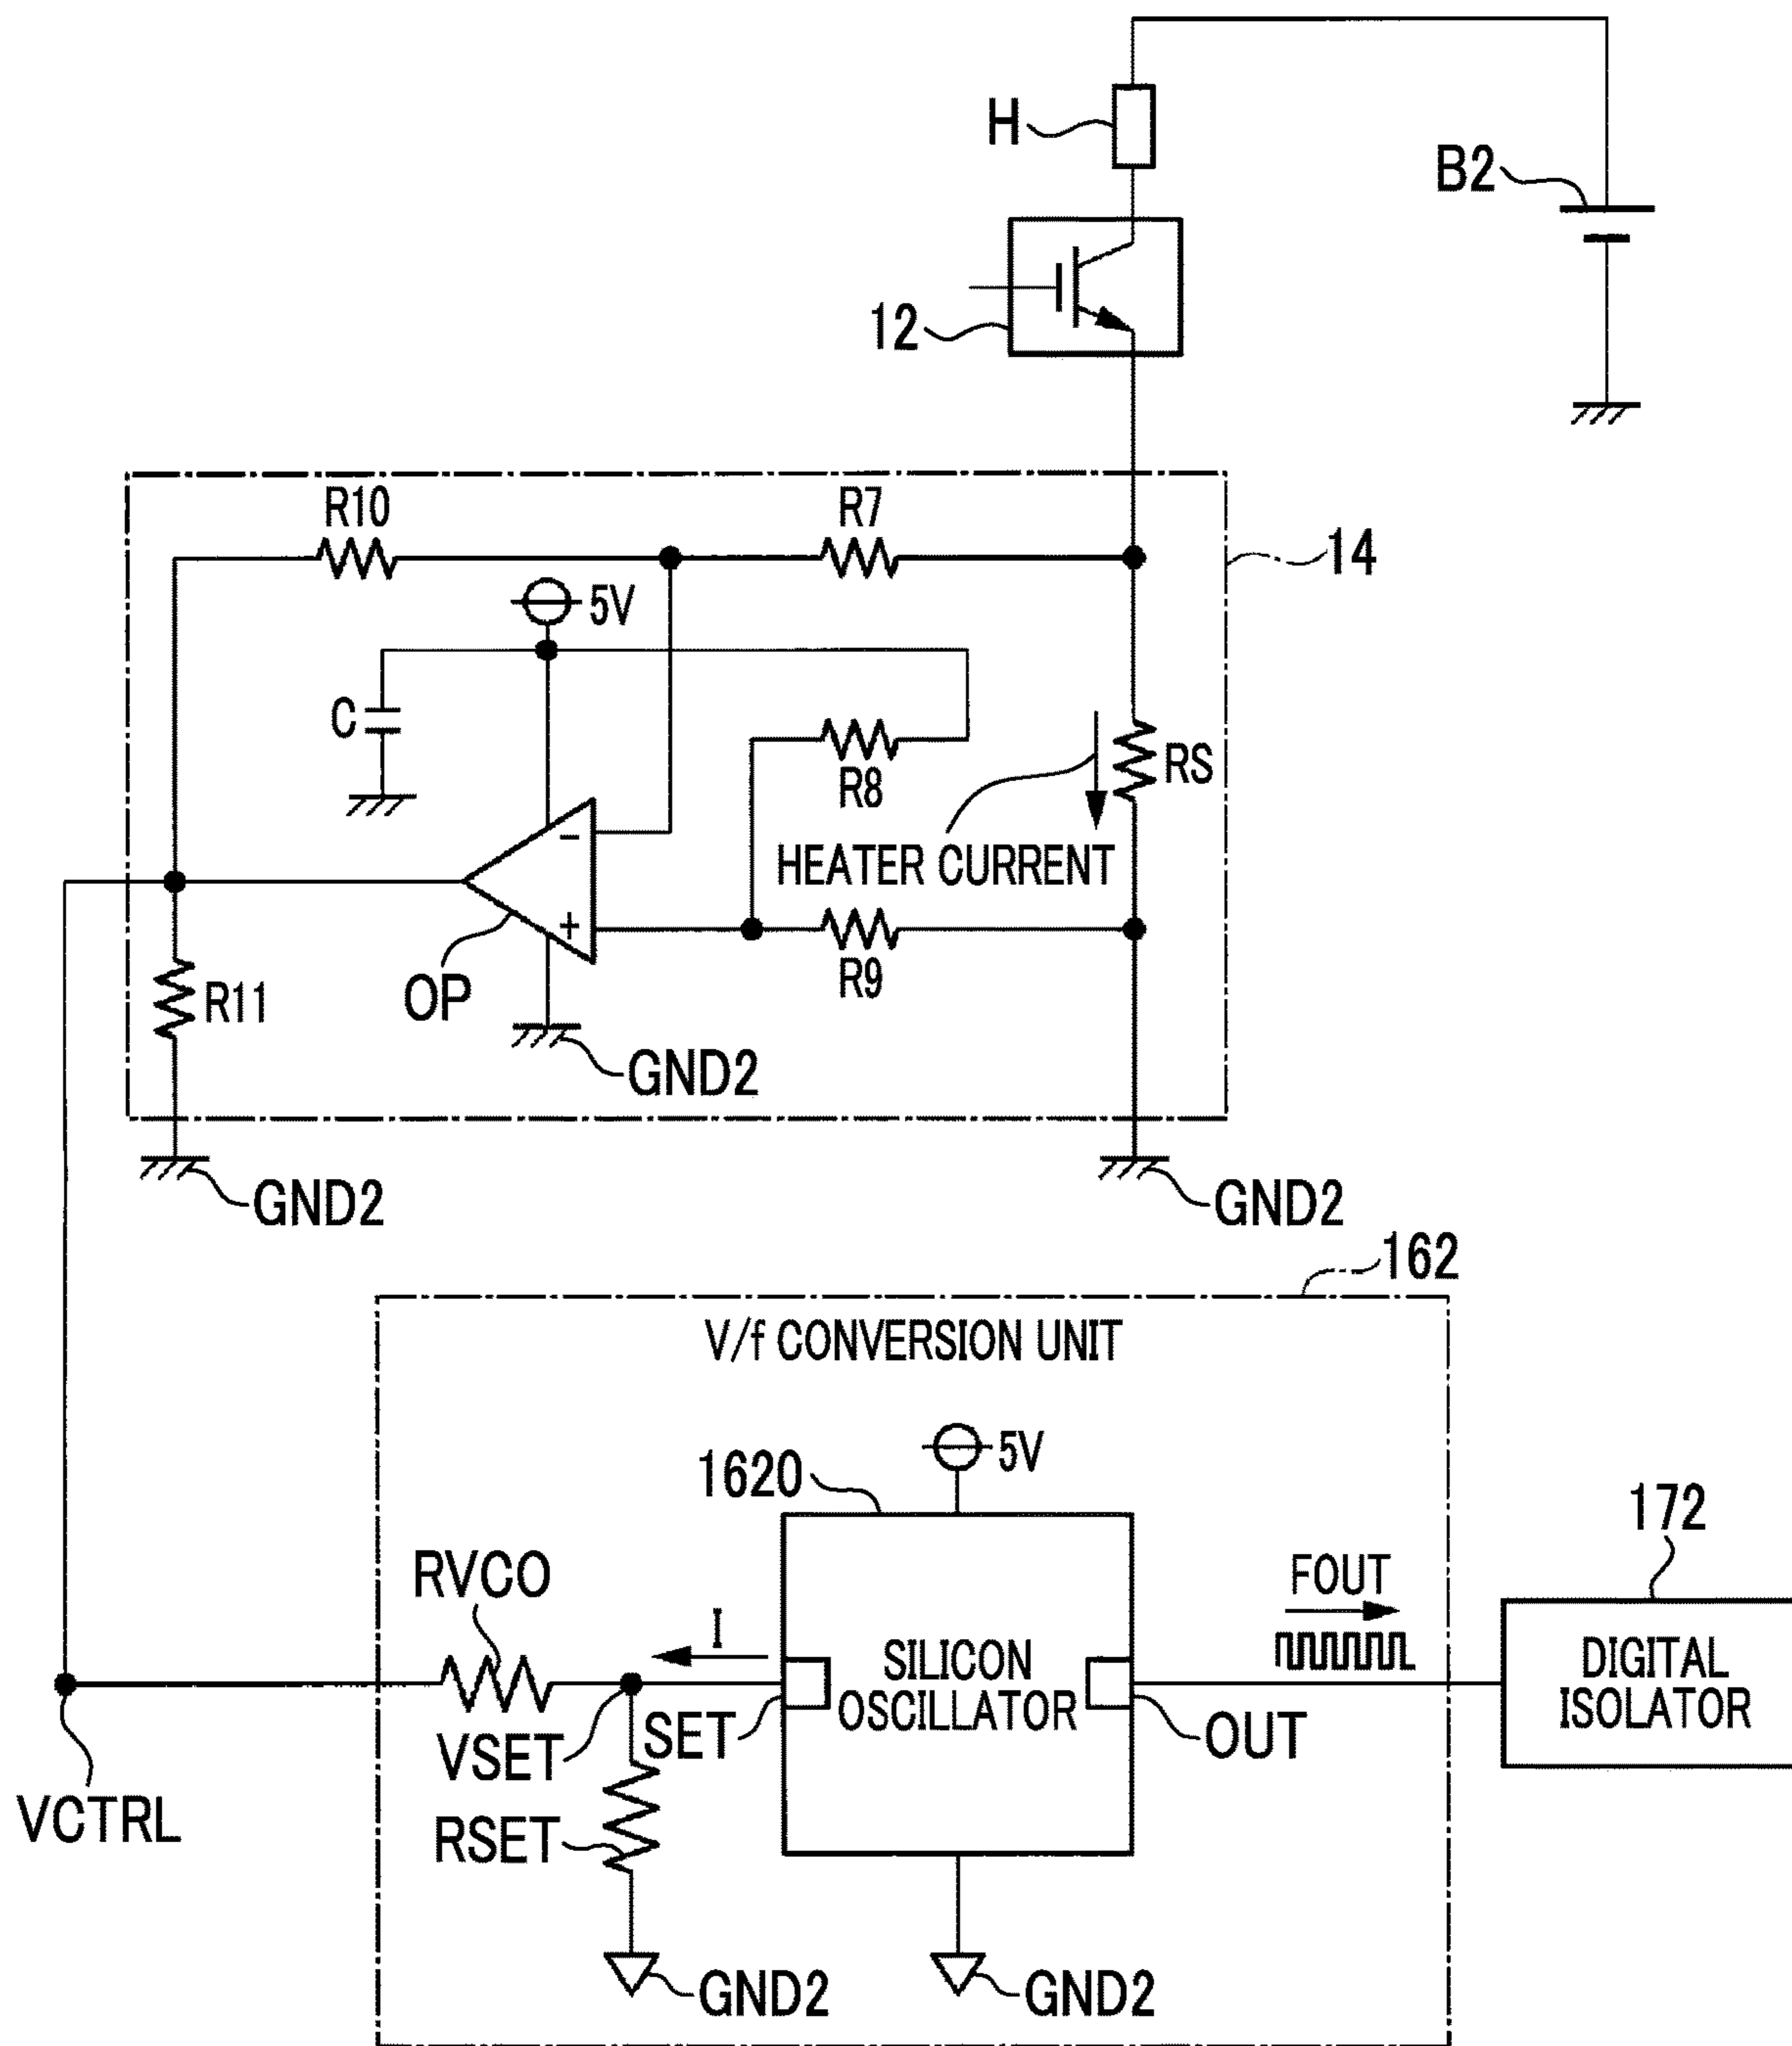 H
B2
12
R10
R7
14
5V
C
R8
RS
HEATER CURRENT
-
+
R9
OP
R11
GND2
GND2
GND2
162
V/f CONVERSION UNIT
5V
1620
172
RVCO
I
FOUT
SILICON
OSCILLATOR
DIGITAL
ISOLATOR
VSET
SET
OUT
VCTRL
RSET
GND2
GND2